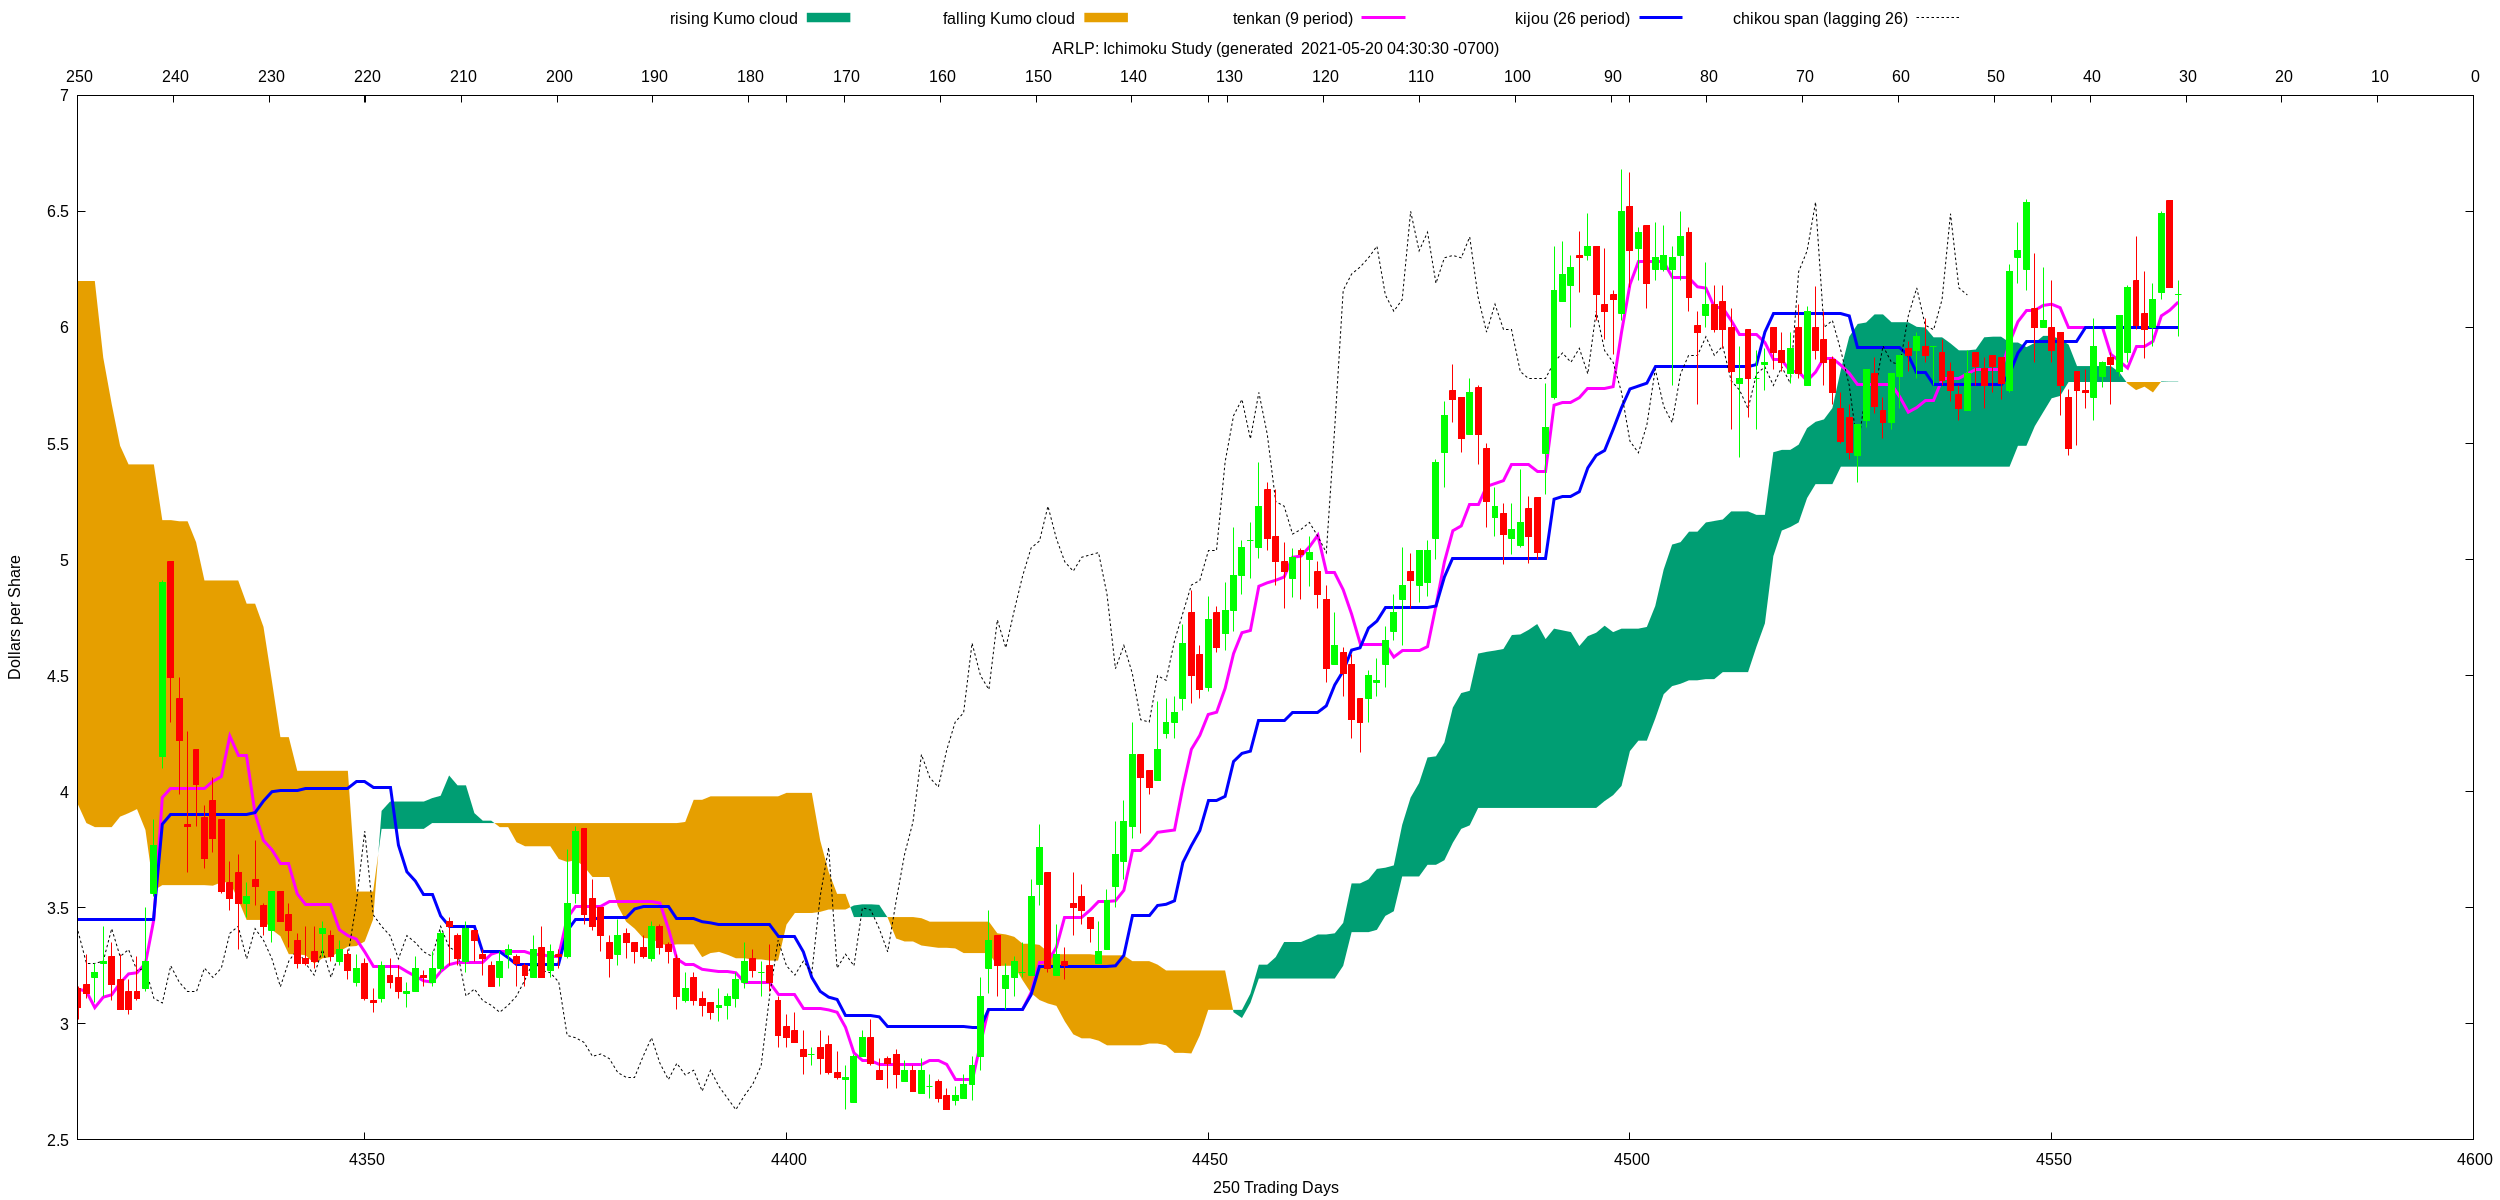 rising Kumo cloud falling Kumo cloud tenkan (9 period) kijou (26 period) chikou span (lagging 26)
ARLP: Ichimoku Study (generated  2021-05-20 04:30:30 -0700)
250 240 230 220 210 200 190 180 170 160 150 140 130 120 110 100 90 80 70 60 50 40 30 20 10 0
7
6.5
6
5.5
5
4.5
4
3.5
3
2.5
Dollars per Share
4350 4400 4450 4500 4550 4600
250 Trading Days